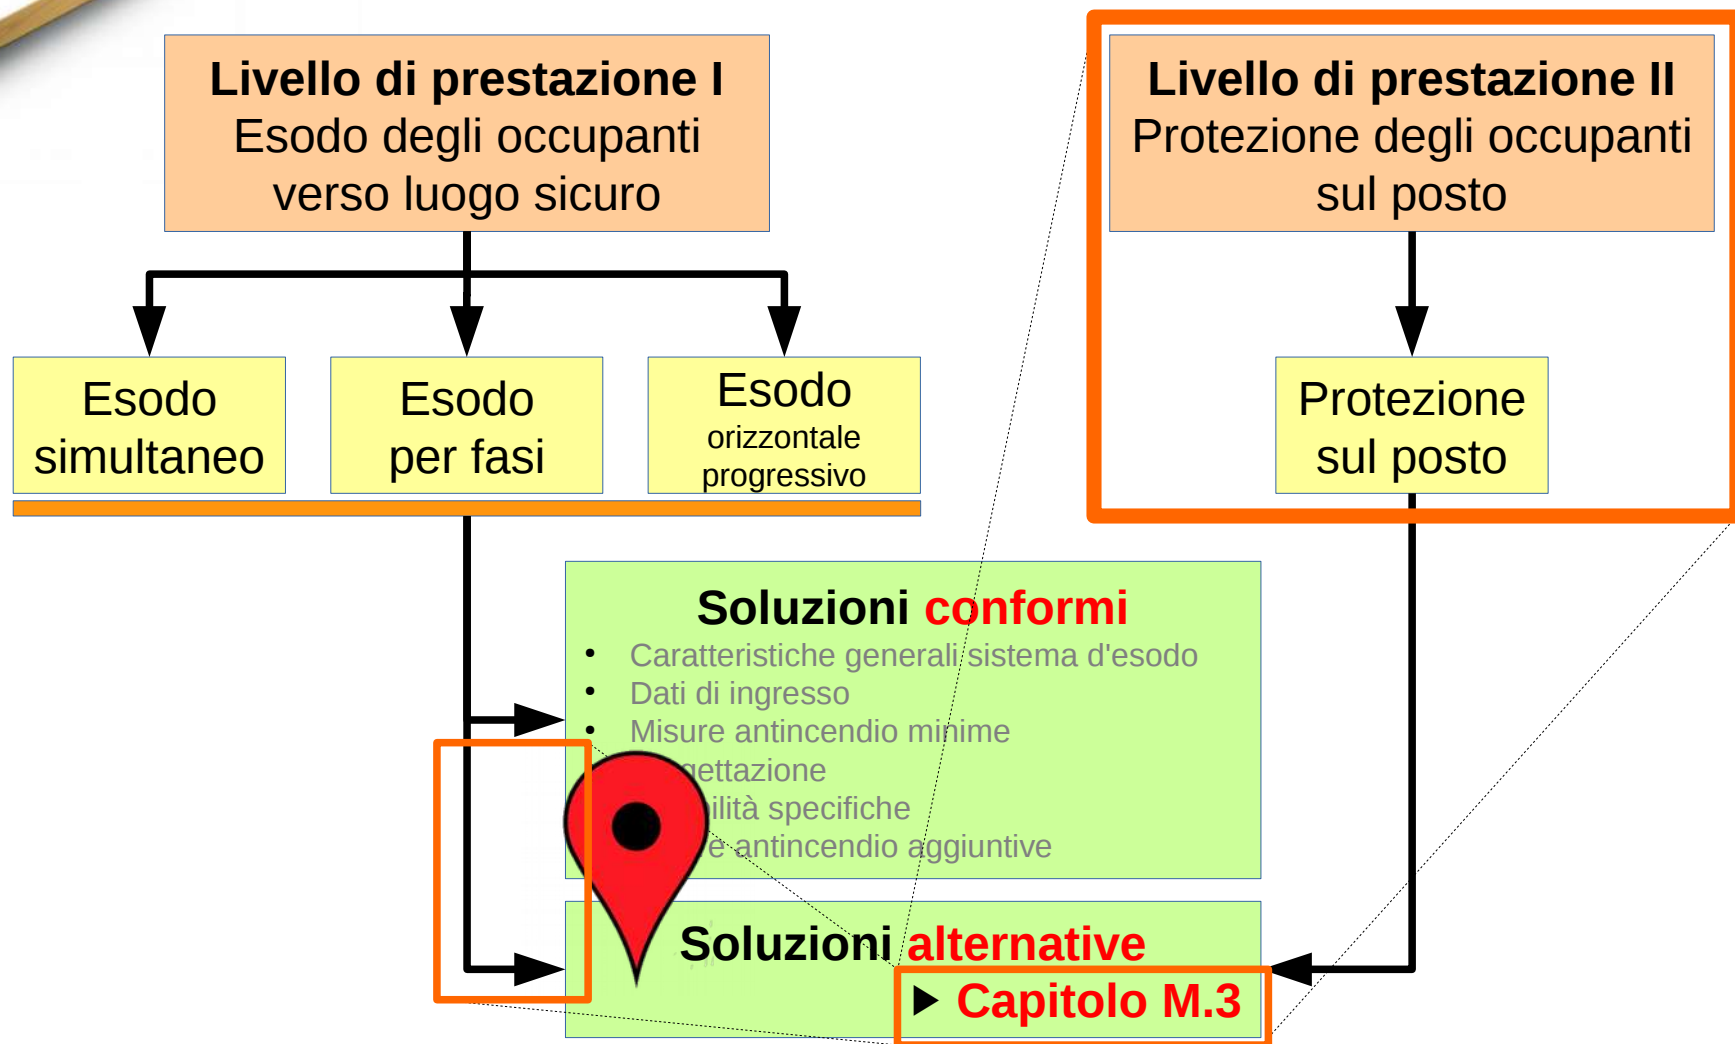 Livello di prestazione I
Esodo degli occupanti
verso luogo sicuro
Livello di prestazione II
Protezione degli occupanti
sul posto
Esodo
simultaneo
Esodo
per fasi
Esodo
orizzontale
progressivo
Protezione
sul posto
Soluzioni conformi
• Caratteristiche generali sistema d'esodo
• Dati di ingresso
• Misure antincendio minime
specifiche
antincendio aggiuntive
Soluzioni alternative
▶ Capitolo M.3